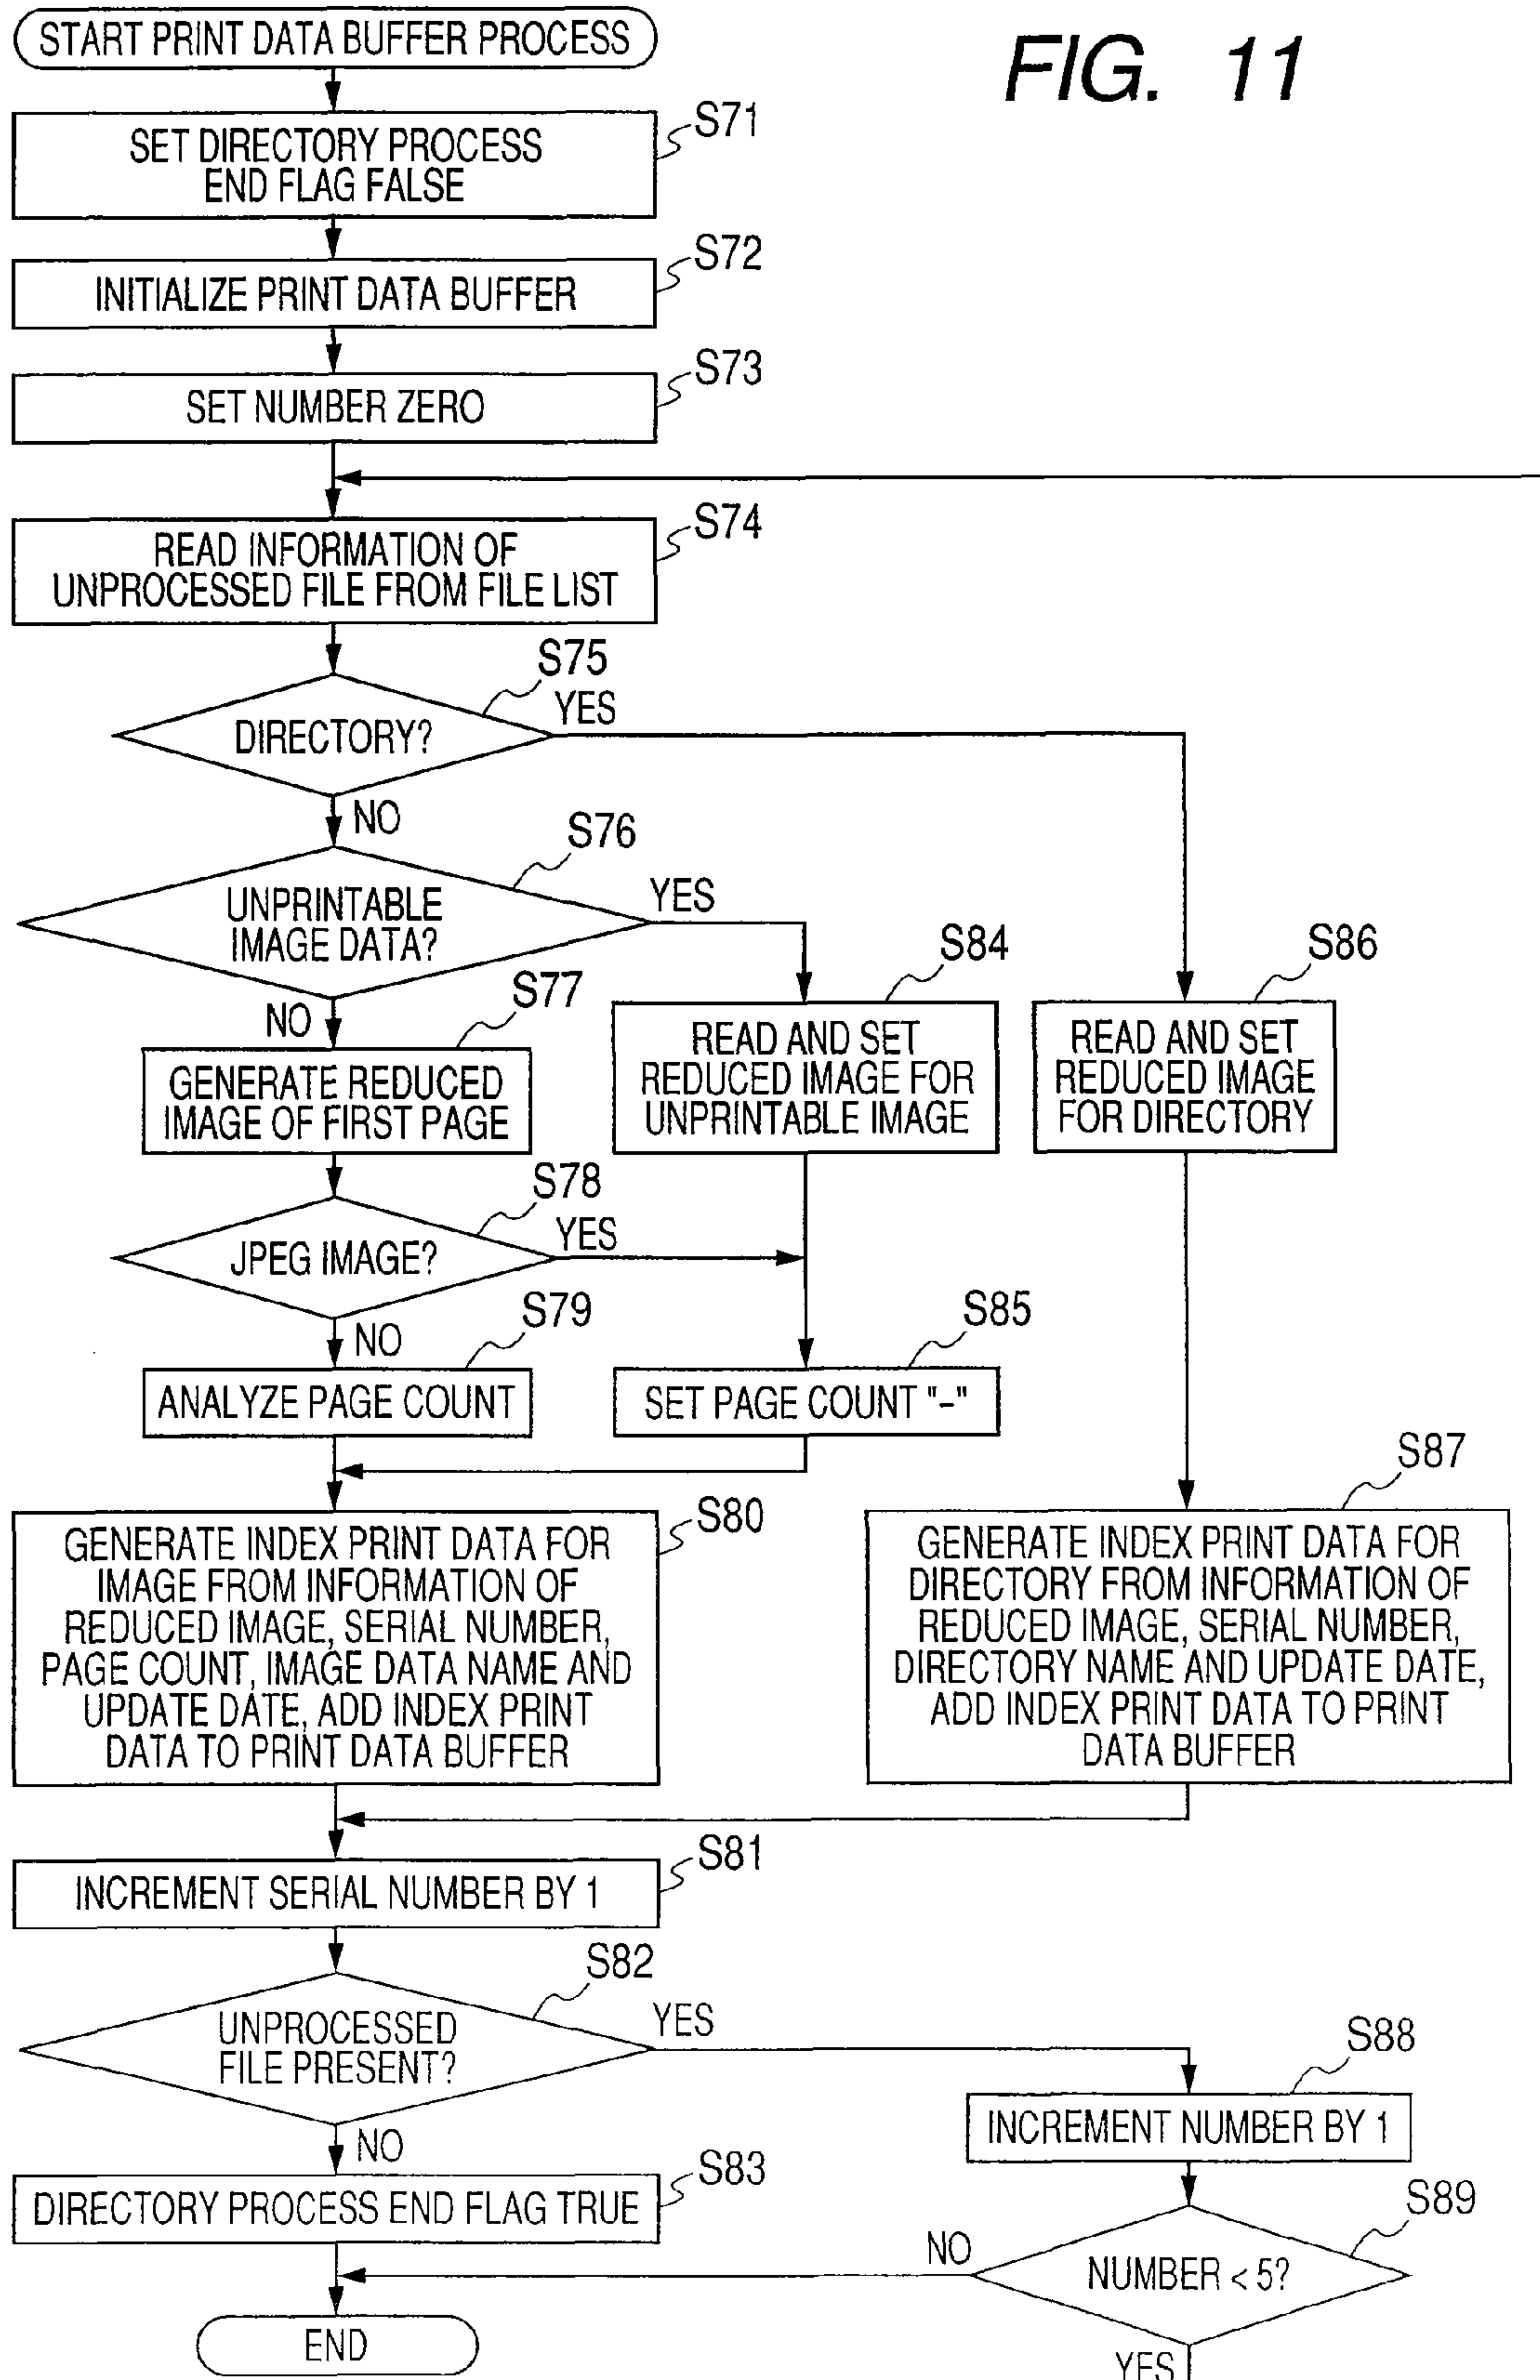 FIG. 11
START PRINT DATA BUFFER PROCESS
S71
SET DIRECTORY PROCESS
END FLAG FALSE
S72
INITIALIZE PRINT DATA BUFFER
S73
SET NUMBER ZERO
S74
READ INFORMATION OF
UNPROCESSED FILE FROM FILE LIST
S75
DIRECTORY?
YES
NO
S76
UNPRINTABLE
IMAGE DATA?
YES
NO
S77
GENERATE REDUCED
IMAGE OF FIRST PAGE
S84
READ AND SET
REDUCED IMAGE FOR
UNPRINTABLE IMAGE
S86
READ AND SET
REDUCED IMAGE
FOR DIRECTORY
S78
JPEG IMAGE?
YES
NO
S79
ANALYZE PAGE COUNT
S85
SET PAGE COUNT "-"
S80
GENERATE INDEX PRINT DATA FOR
IMAGE FROM INFORMATION OF
REDUCED IMAGE, SERIAL NUMBER,
PAGE COUNT, IMAGE DATA NAME AND
UPDATE DATE, ADD INDEX PRINT
DATA TO PRINT DATA BUFFER
S87
GENERATE INDEX PRINT DATA FOR
DIRECTORY FROM INFORMATION OF
REDUCED IMAGE, SERIAL NUMBER,
DIRECTORY NAME AND UPDATE DATE,
ADD INDEX PRINT DATA TO PRINT
DATA BUFFER
S81
INCREMENT SERIAL NUMBER BY 1
S82
UNPROCESSED
FILE PRESENT?
YES
NO
S88
INCREMENT NUMBER BY 1
S83
DIRECTORY PROCESS END FLAG TRUE
S89
NUMBER < 5?
NO
YES
END